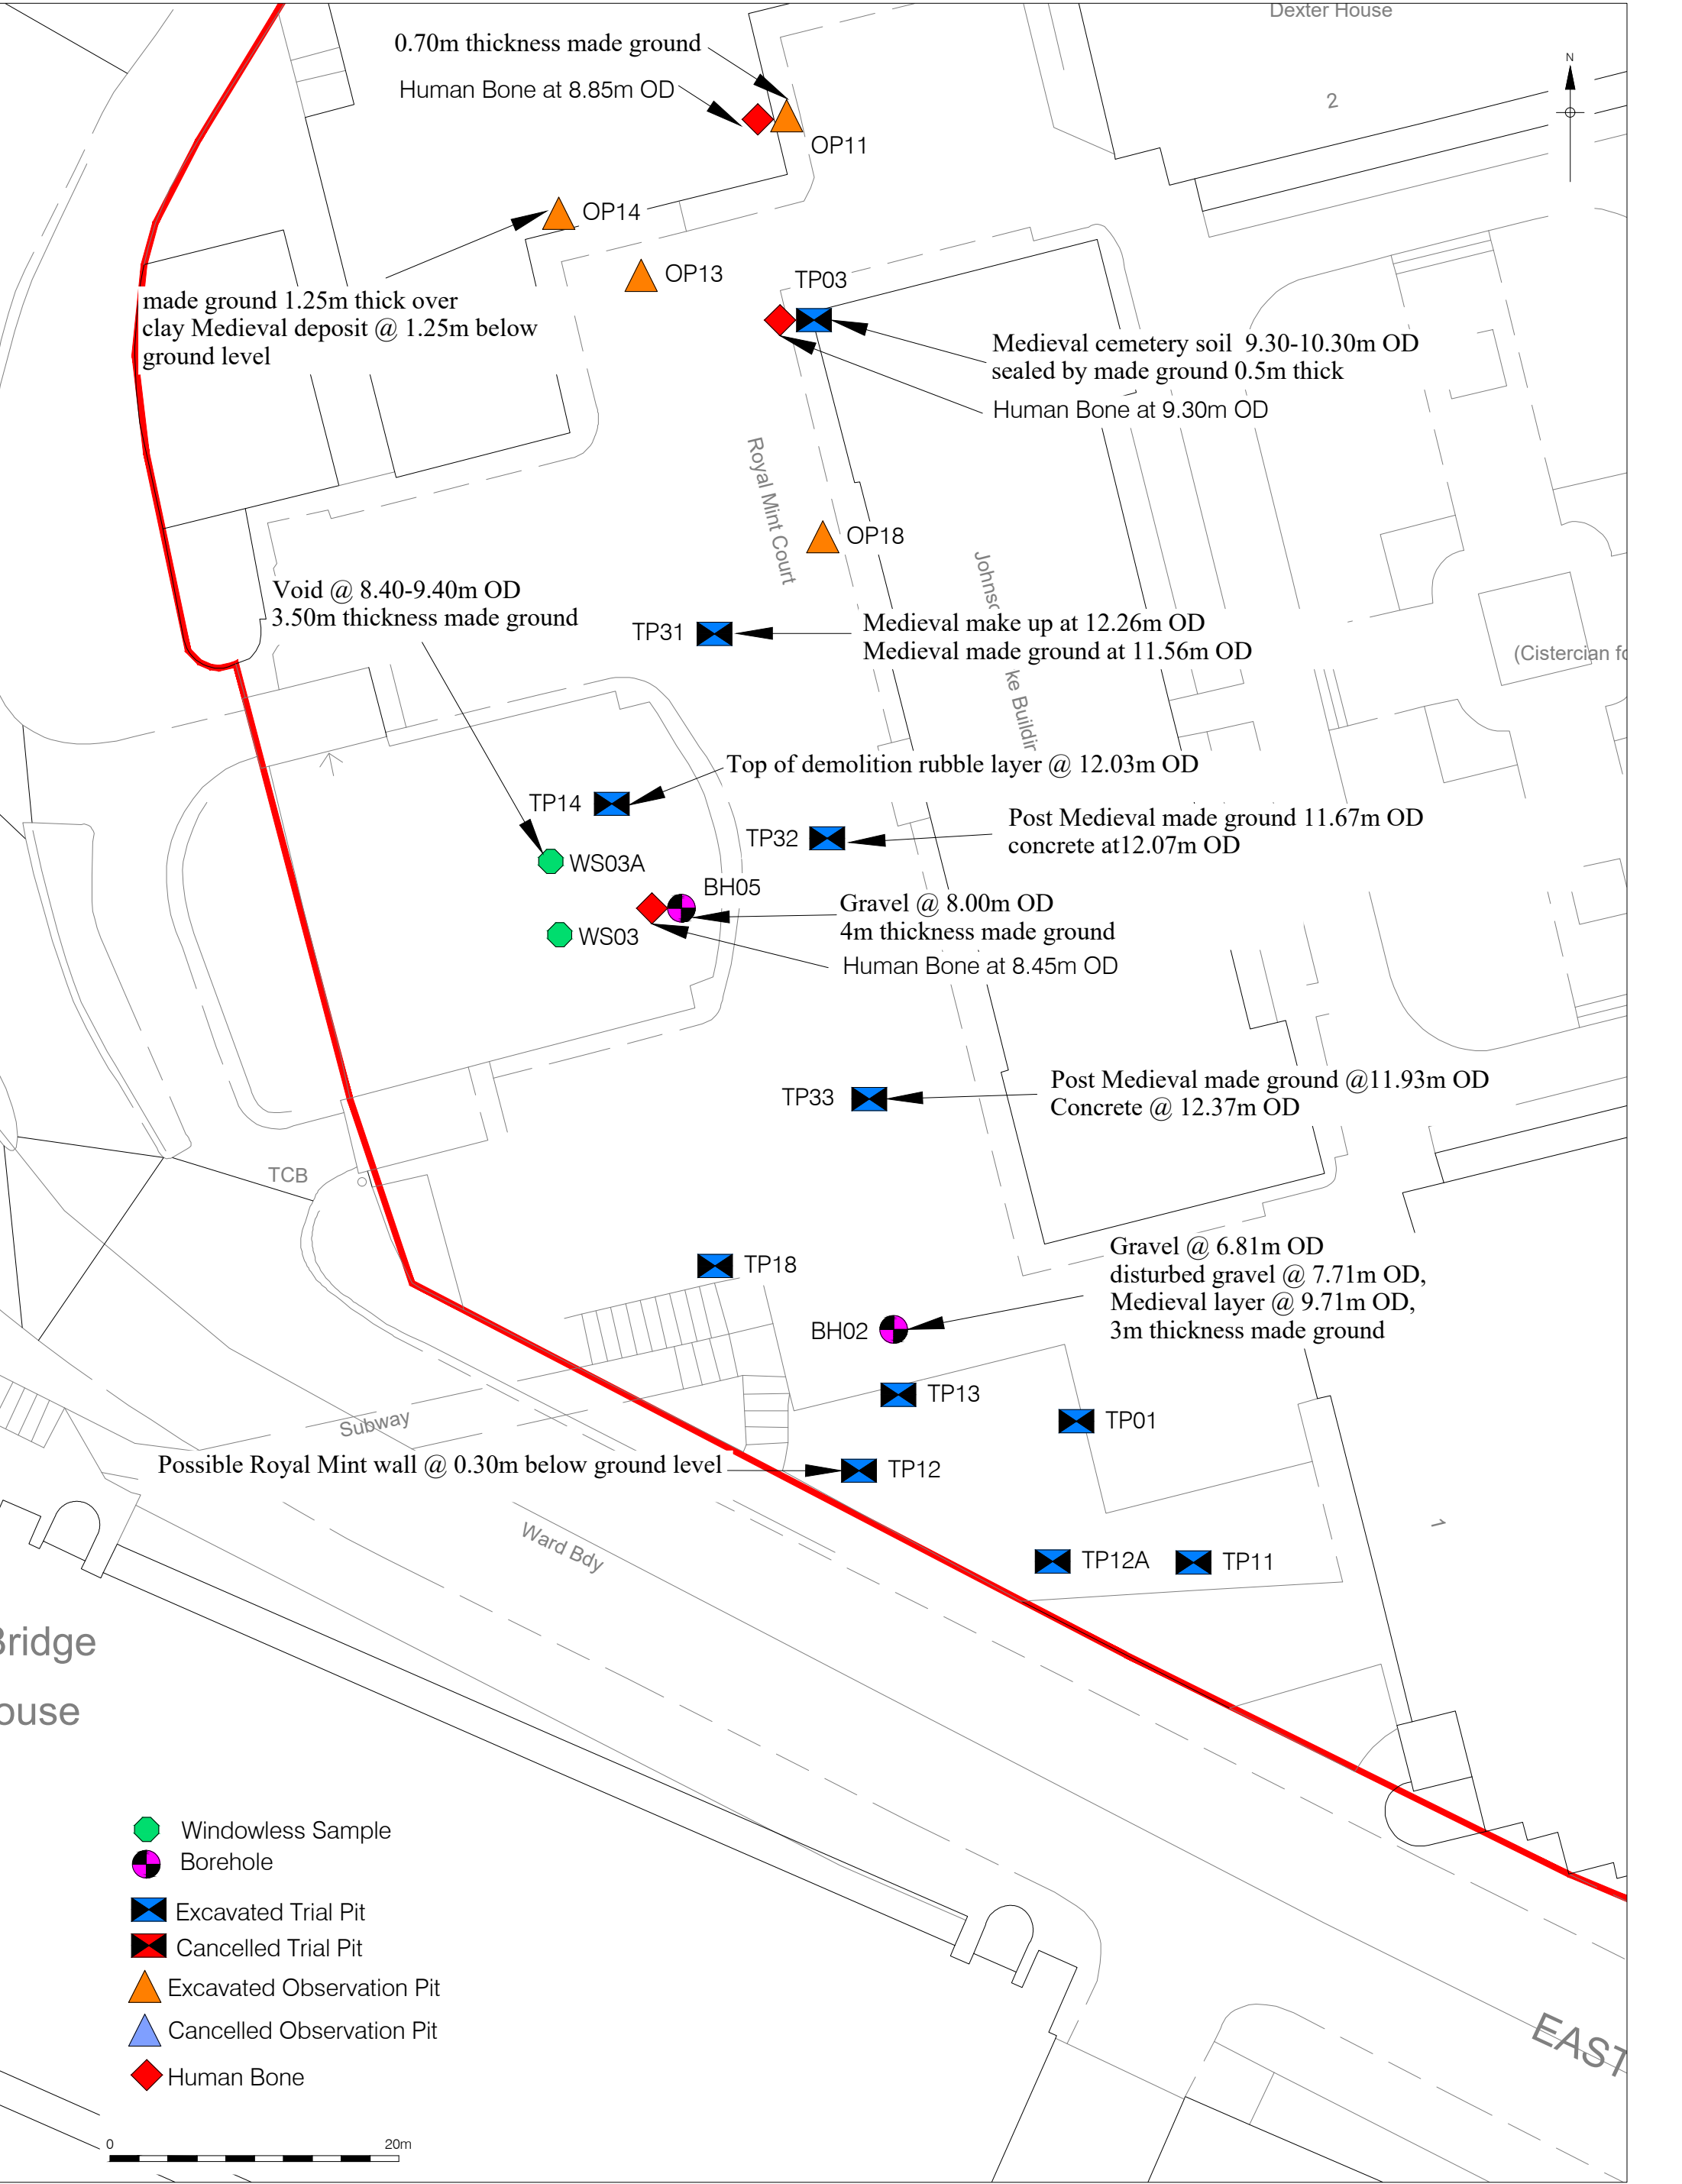 Dexter House
0.70m thickness made ground
N
Human Bone at 8.85m OD
2
OP11
OP14
OP13
TP03
made ground 1.25m thick over
clay Medieval deposit @ 1.25m below
ground level
Medieval cemetery soil 9.30-10.30m OD
sealed by made ground 0.5m thick
Human Bone at 9.30m OD
Royal Mint Court
OP18
Void @ 8.40-9.40m OD
3.50m thickness made ground
TP31
Medieval make up at 12.26m OD
Medieval made ground at 11.56m OD
(Cistercian
Top of demolition rubble layer @ 12.03m OD
TP14
Post Medieval made ground 11.67m OD
concrete at12.07m OD
TP32
WS03A
BH05
Gravel @ 8.00m OD
4m thickness made ground
WS03
Human Bone at 8.45m OD
Post Medieval made ground @11.93m OD
Concrete @ 12.37m OD
TP33
TCB
Gravel @ 6.81m OD
disturbed gravel @ 7.71m OD,
Medieval layer @ 9.71m OD,
3m thickness made ground
TP18
BH02
TP13
TP01
Subway
Possible Royal Mint wall @ 0.30m below ground level
TP12
Ward Bdy
1
TP12A
TP11
Windowless Sample
Borehole
Excavated Trial Pit
Cancelled Trial Pit
Excavated Observation Pit
Cancelled Observation Pit
Human Bone
EAST
0
20m